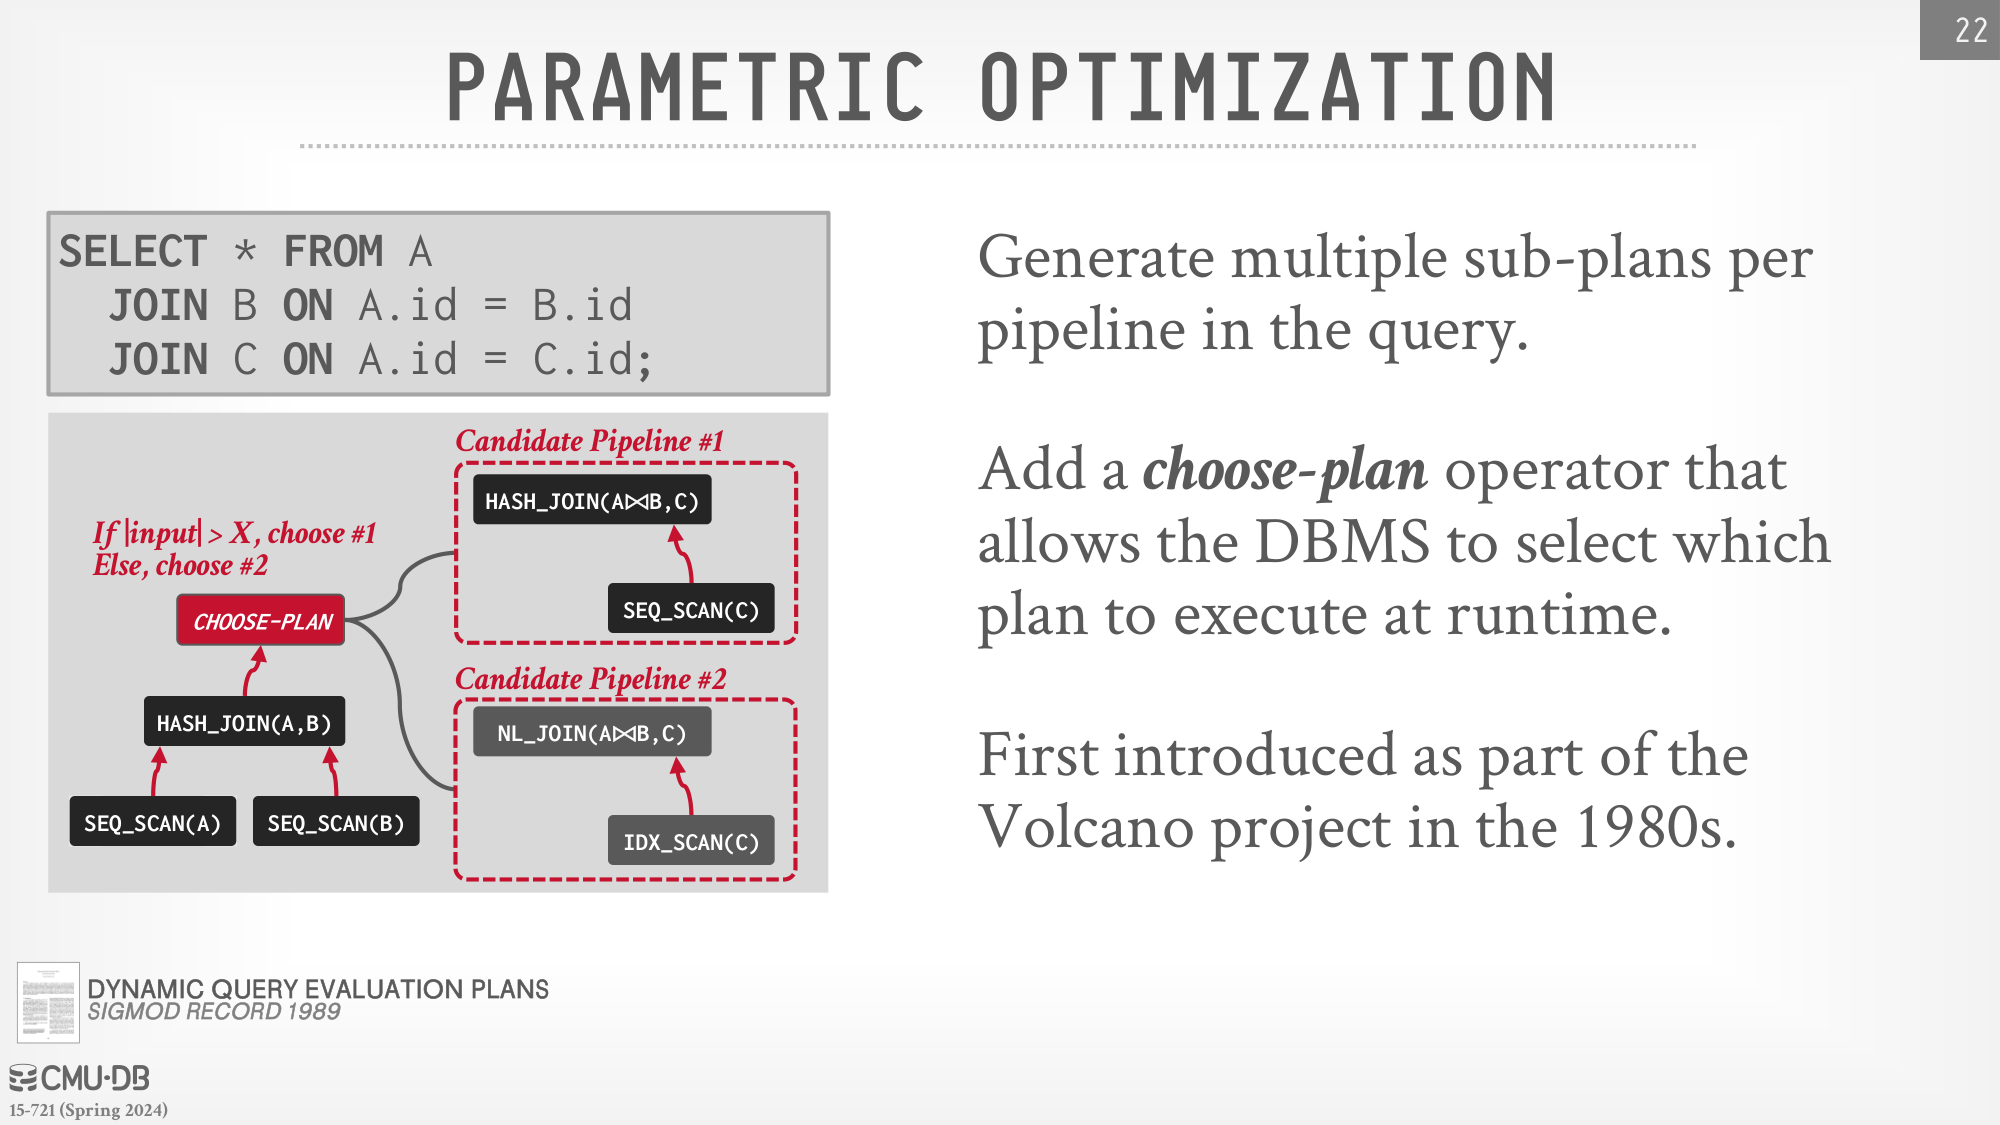 22
PARAMETRIC OPTIMIZATION
SELECT * FROM A
JOIN B ON A.id = B.id
JOIN C ON A.id = C.id;
Candidate Pipeline #1
HASH_JOIN(A⋈B,C)
SEQ_SCAN(C)
If |input| > X, choose #1
Else, choose #2
CHOOSE-PLAN
HASH_JOIN(A,B)
SEQ_SCAN(A)
SEQ_SCAN(B)
Candidate Pipeline #2
NL_JOIN(A⋈B,C)
IDX_SCAN(C)
Generate multiple sub-plans per
pipeline in the query.
Add a choose-plan operator that
allows the DBMS to select which
plan to execute at runtime.
First introduced as part of the
Volcano project in the 1980s.
DYNAMIC QUERY EVALUATION PLANS
SIGMOD RECORD 1989
CMU·DB
15-721 (Spring 2024)